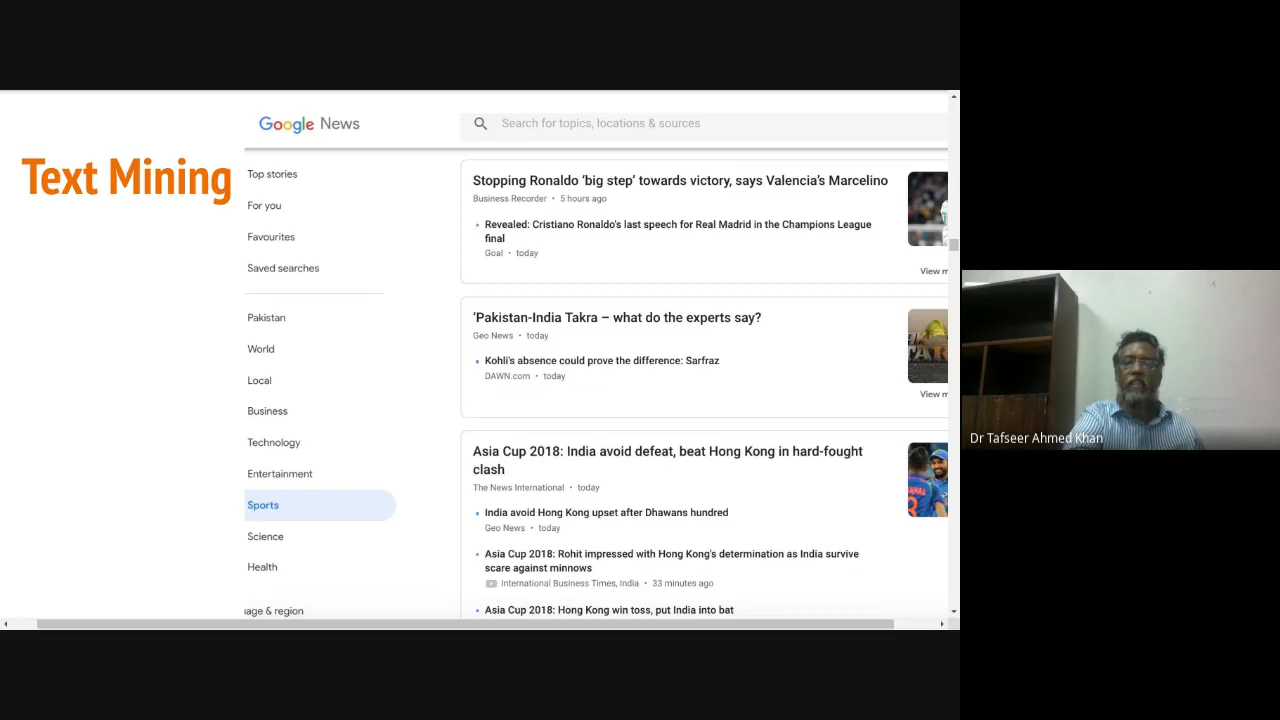 Text Mining
Google News
Search for topics, locations & sources
Top stories
For you
Favourites
Saved searches
Pakistan
World
Local
Business
Technology
Entertainment
Sports
Science
Health
age & region
Stopping Ronaldo ‘big step’ towards victory, says Valencia’s Marcelino
Business Recorder • 5 hours ago
Revealed: Cristiano Ronaldo's last speech for Real Madrid in the Champions League
final
Goal • today
View m
‘Pakistan-India Takra – what do the experts say?
Geo News • today
Kohli's absence could prove the difference: Sarfraz
DAWN.com • today
View m
Asia Cup 2018: India avoid defeat, beat Hong Kong in hard-fought
clash
The News International • today
India avoid Hong Kong upset after Dhawans hundred
Geo News • today
Asia Cup 2018: Rohit impressed with Hong Kong's determination as India survive
scare against minnows
International Business Times, India • 33 minutes ago
Asia Cup 2018: Hong Kong win toss, put India into bat
Dr Tafseer Ahmed Khan